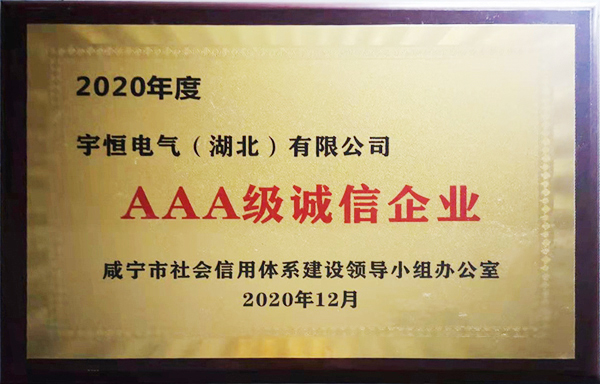 2020年度
宇恒电气（湖北）有限公司
AAA级诚信企业
咸宁市社会信用体系建设领导小组办公室
2020年12月